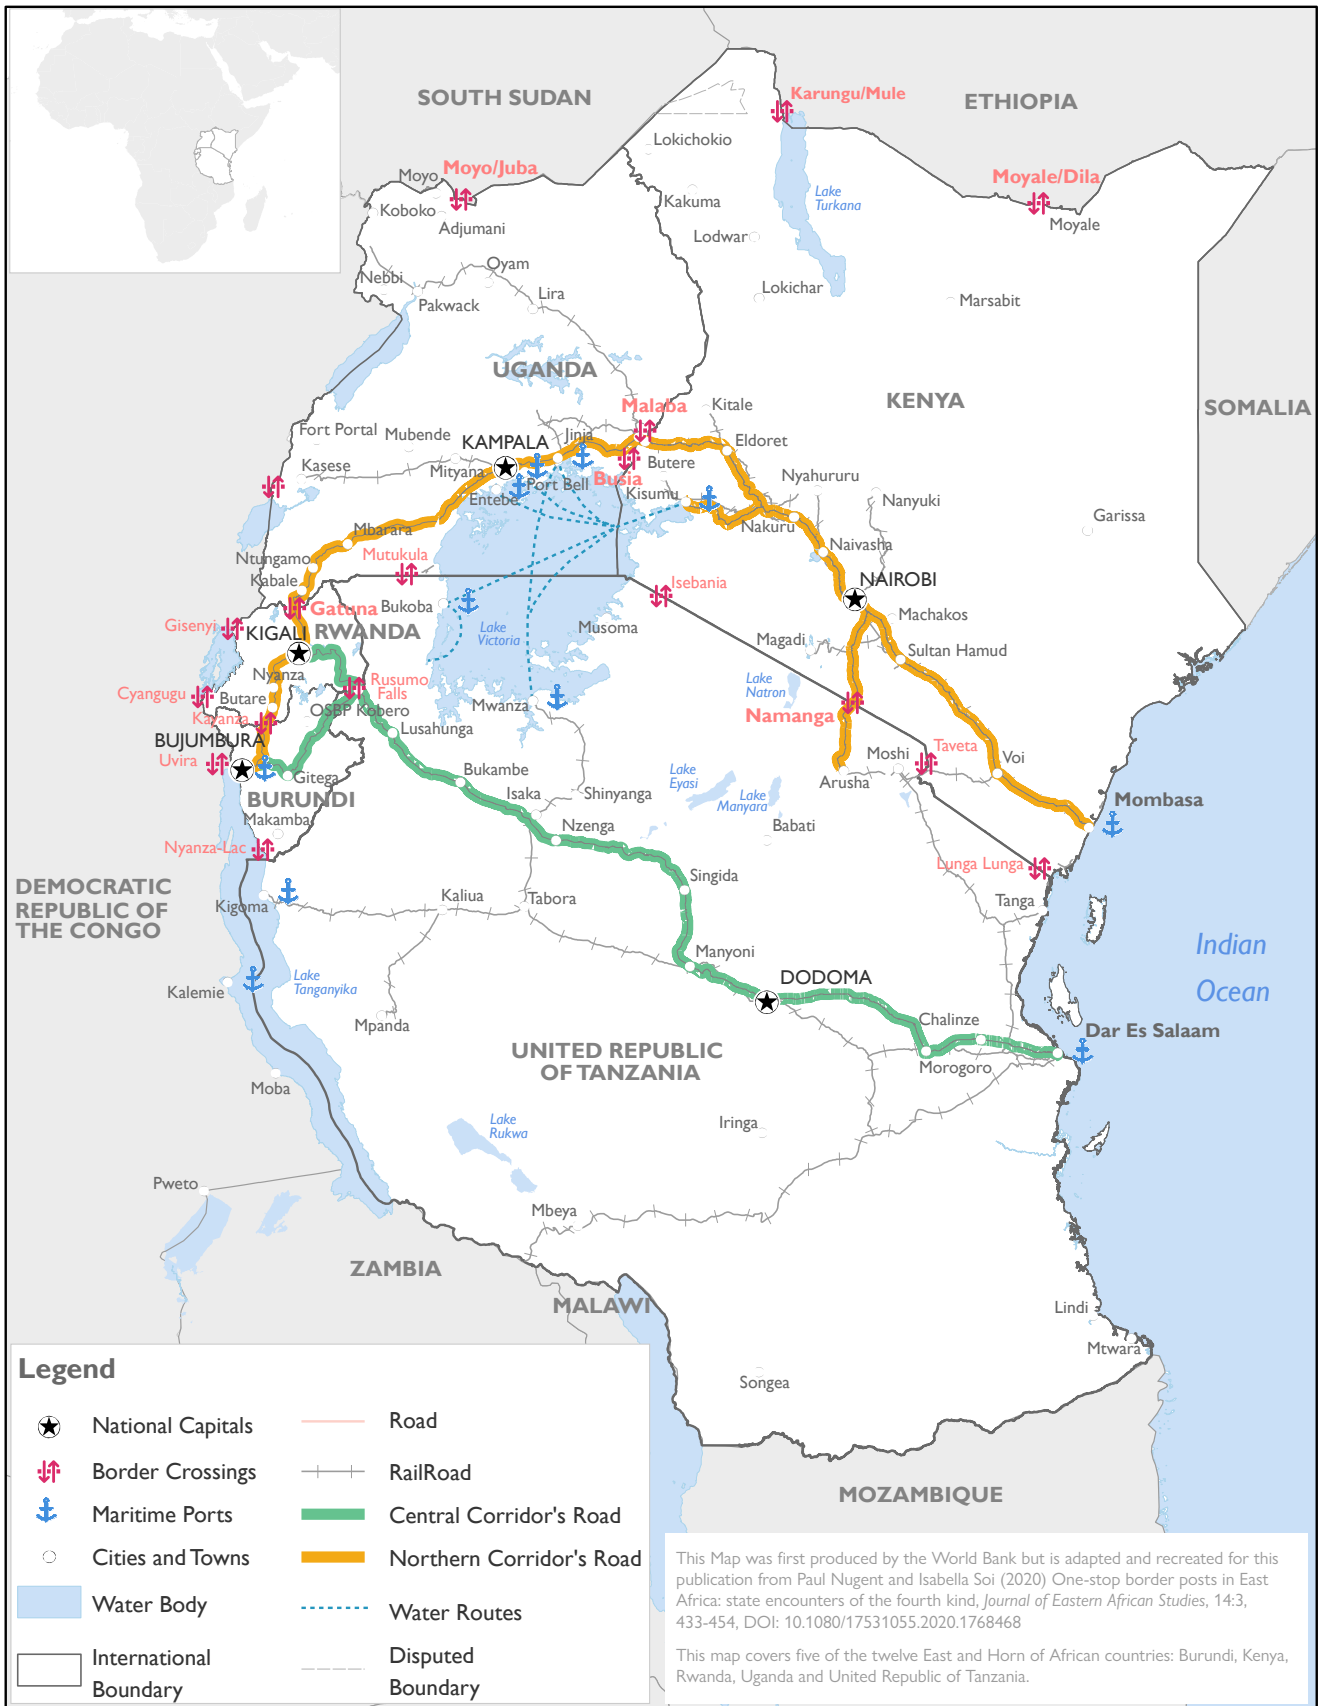 SOUTH SUDAN
Karungu/Mule
ETHIOPIA
Lokichokio
Moyo/Juba
Moyo
Moyale/Dila
Lake
Turkana
Kakuma
Koboko
Adjumani
Moyale
Lodwar
Oyam
Nebbi
Lira
Lokichar
Pakwack
Marsabit
UGANDA
KENYA
SOMALIA
Malaba
Kitale
Fort Portal
Mubende
KAMPALA
Jinja
Eldoret
Kasese
Mityana
Butere
Busia
Nyahururu
Entebe
Port Bell
Kisumu
Nanyuki
Garissa
Mbarara
Nakuru
Naivasha
Ntungamo
Mutukula
Kabale
NAIROBI
Isebania
Gatuna
Bukoba
Machakos
Gisenyi
KIGALI
RWANDA
Lake
Victoria
Musoma
Magadi
Sultan Hamud
Nyanza
Rusumo
Falls
Lake
Natron
Cyangugu
Butare
Kayanza
OSBP Kobero
Mwanza
Namanga
Lusahunga
BUJUMBURA
Uvira
Moshi
Taveta
Voi
Gitega
Bukambe
Lake
Eyasi
Lake
Manyara
Arusha
BURUNDI
Isaka
Shinyanga
Mombasa
Makamba
Nzenga
Babati
Nyanza-Lac
Lunga Lunga
DEMOCRATIC
REPUBLIC OF
THE CONGO
Singida
Kigoma
Kaliua
Tabora
Tanga
Indian
Ocean
Manyoni
DODOMA
Lake
Tanganyika
Kalemie
Mpanda
Chalinze
Dar Es Salaam
UNITED REPUBLIC
OF TANZANIA
Morogoro
Moba
Lake
Rukwa
Iringa
Pweto
Mbeya
ZAMBIA
MALAWI
Lindi
Mtwara
Songea
MOZAMBIQUE
Legend
National Capitals
Border Crossings
Maritime Ports
Cities and Towns
Water Body
International
Boundary
Road
RailRoad
Central Corridor's Road
Northern Corridor's Road
Water Routes
Disputed
Boundary
This Map was first produced by the World Bank but is adapted and recreated for this
publication from Paul Nugent and Isabella Soi (2020) One-stop border posts in East
Africa: state encounters of the fourth kind, Journal of Eastern African Studies, 14:3,
433-454, DOI: 10.1080/17531055.2020.1768468
This map covers five of the twelve East and Horn of African countries: Burundi, Kenya,
Rwanda, Uganda and United Republic of Tanzania.